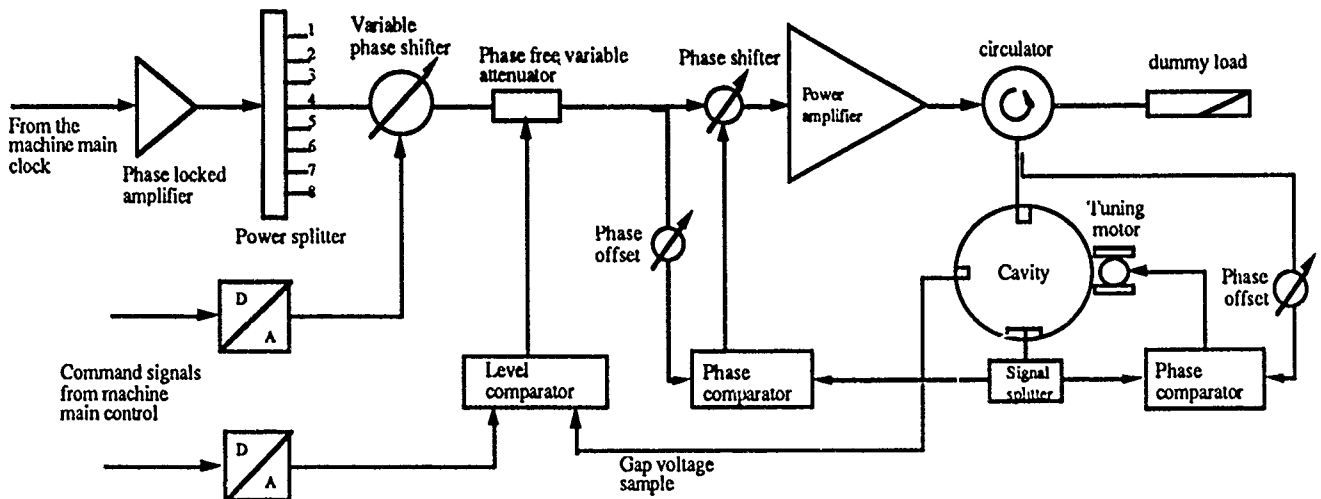 From the
machine main
clock
Phase locked
amplifier
1
2
3
4
5
6
7
8
Power splitter
Variable
phase shifter
Phase free variable
attenuator
Phase shifter
Power
amplifier
circulator
dummy load
Phase
offset
Cavity
Tuning
motor
Phase
offset
D
A
Command signals
from machine
main control
D
A
Level
comparator
Phase
comparator
Signal
splitter
Phase
comparator
Gap voltage
sample